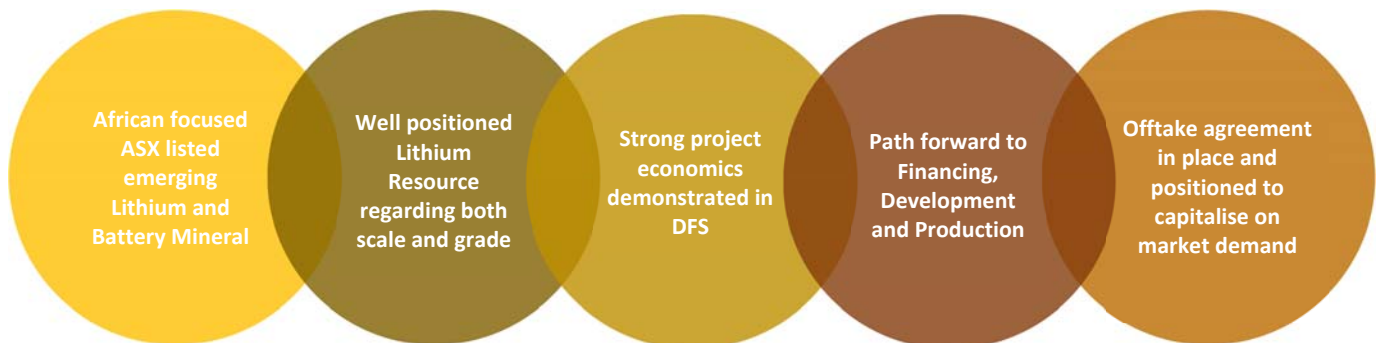 African focused
ASX listed
emerging
Lithium and
Battery Mineral
Well positioned
Lithium
Resource
regarding both
scale and grade
Strong project
economics
demonstrated in
DFS
Path forward to
Financing,
Development
and Production
Offtake agreement
in place and
positioned to
capitalise on
market demand